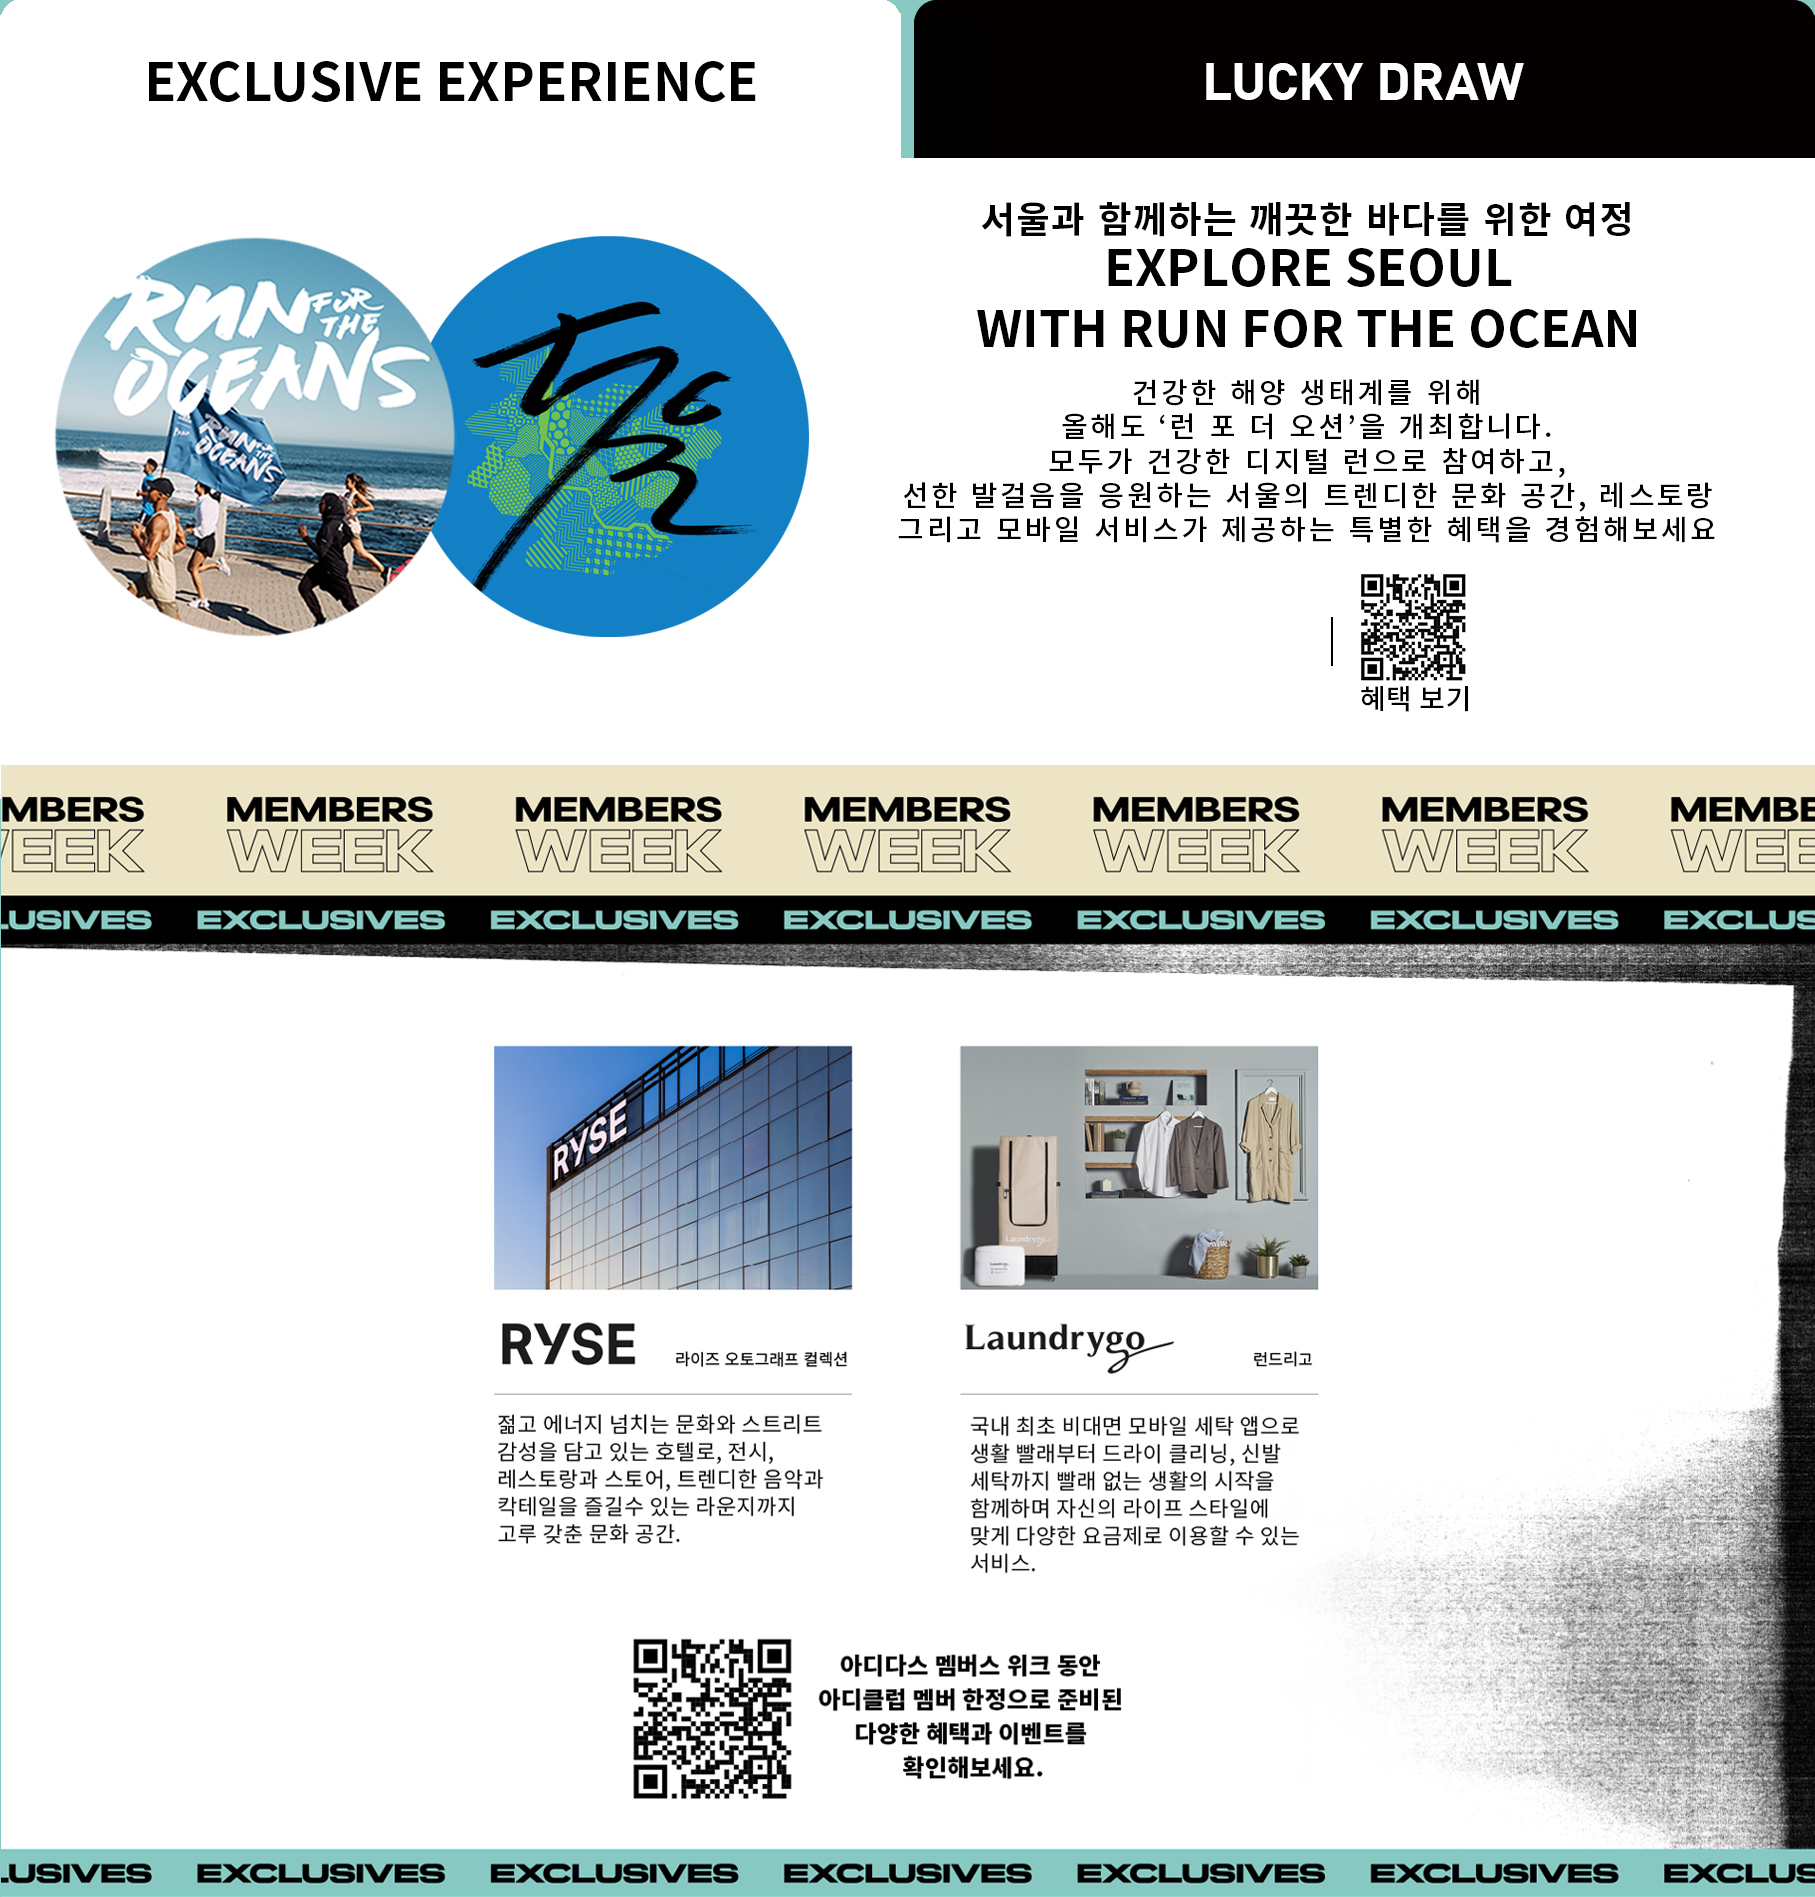 EXCLUSIVE EXPERIENCE
LUCKY DRAW
RUN FOR THE OCEANS
RUN FOR THE OCEANS
서울과 함께하는 깨끗한 바다를 위한 여정
EXPLORE SEOUL
WITH RUN FOR THE OCEAN
건강한 해양 생태계를 위해
올해도 ‘런 포 더 오션’을 개최합니다.
모두가 건강한 디지털 런으로 참여하고,
선한 발걸음을 응원하는 서울의 트렌디한 문화 공간, 레스토랑
그리고 모바일 서비스가 제공하는 특별한 혜택을 경험해보세요
혜택 보기
MBERS MEMBERS MEMBERS MEMBERS MEMBERS MEMBERS MEMBE
WEEK WEEK WEEK WEEK WEEK WEEK WEE
LUSIVES EXCLUSIVES EXCLUSIVES EXCLUSIVES EXCLUSIVES EXCLUSIVES EXCLUS
RYSE
Laundrygo
Laundrygo
RYSE 라이즈 오토그래프 컬렉션
젊고 에너지 넘치는 문화와 스트리트
감성을 담고 있는 호텔로, 전시,
레스토랑과 스토어, 트렌디한 음악과
칵테일을 즐길수 있는 라운지까지
고루 갖춘 문화 공간.
Laundrygo 런드리고
국내 최초 비대면 모바일 세탁 앱으로
생활 빨래부터 드라이 클리닝, 신발
세탁까지 빨래 없는 생활의 시작을
함께하며 자신의 라이프 스타일에
맞게 다양한 요금제로 이용할 수 있는
서비스.
아디다스 멤버스 위크 동안
아디클럽 멤버 한정으로 준비된
다양한 혜택과 이벤트를
확인해보세요.
LUSIVES EXCLUSIVES EXCLUSIVES EXCLUSIVES EXCLUSIVES EXCLUSIVES EXCLUS